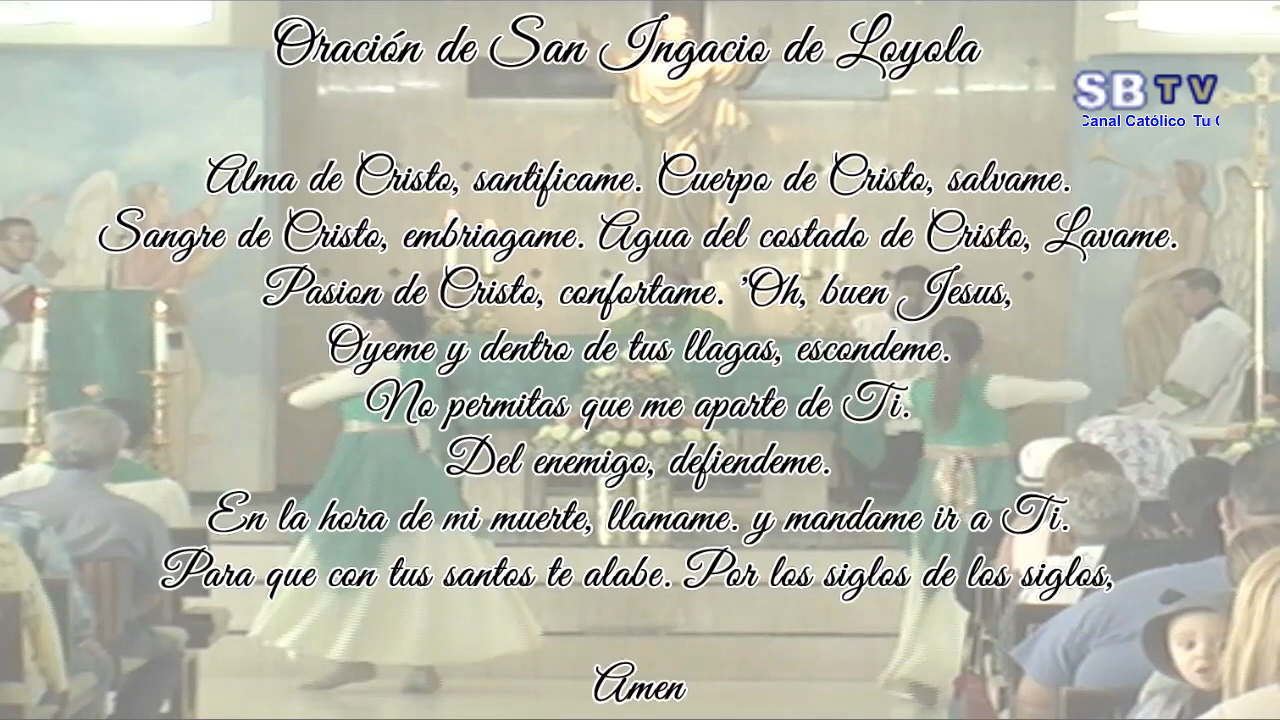 Oración de San Ingacio de Loyola
SB TV
Canal Católico Tu
Alma de Cristo, santificame. Cuerpo de Cristo, salvame.
Sangre de Cristo, embriagame. Agua del costado de Cristo, Lavame.
Pasion de Cristo, confortame. 'Oh, buen Jesus,
Oyeme y dentro de tus llagas, escondeme.
No permitas que me aparte de Ti.
Del enemigo, defiendeme.
En la hora de mi muerte, llamame. y mandame ir a Ti.
Para que con tus santos te alabe. Por los siglos de los siglos,
Amen